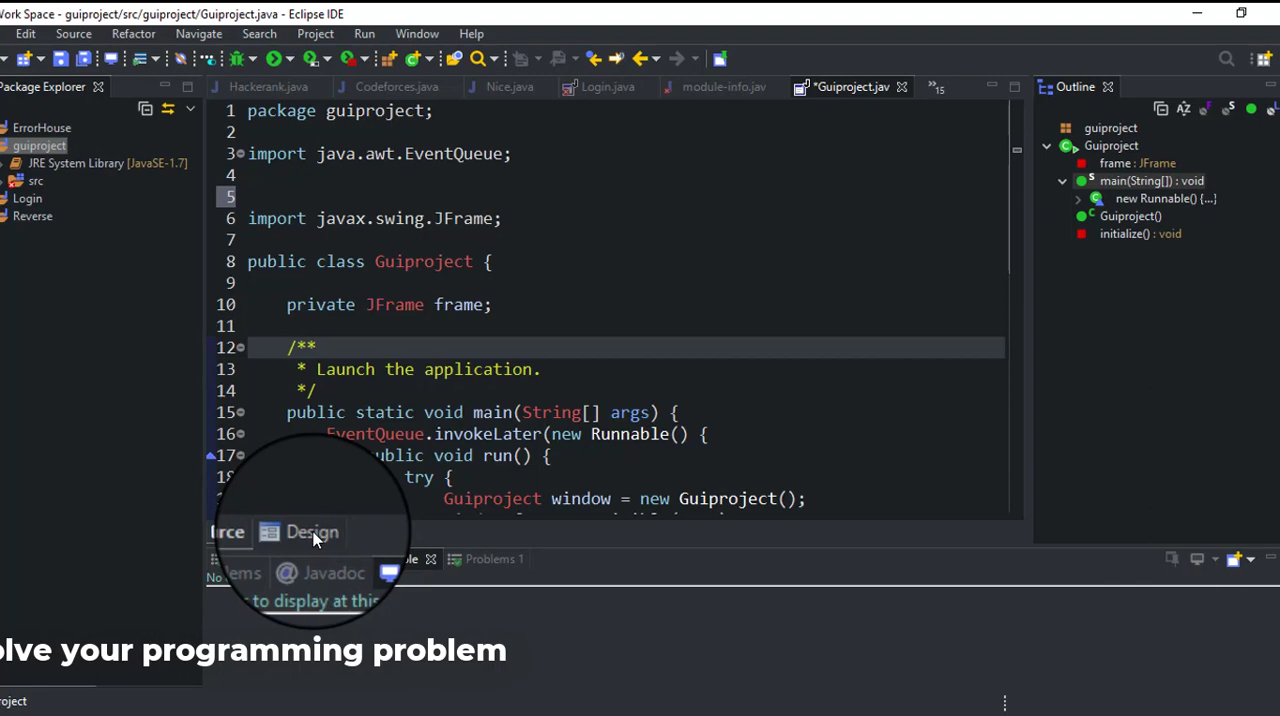 Work Space - guiproject/src/guiproject/Guiproject.java - Eclipse IDE
Edit Source Refactor Navigate Search Project Run Window Help
Package Explorer
Hackerrank.java Codeforces.java Nice.java Login.java module-info.jav *Guiproject.jav 15
Outline
ErrorHouse
guiproject
JRE System Library [JavaSE-1.7]
src
Login
Reverse
1 package guiproject;
2
3 import java.awt.EventQueue;
4
5
6 import javax.swing.JFrame;
7
8 public class Guiproject {
9
10 private JFrame frame;
11
12 /**
13 * Launch the application.
14 */
15 public static void main(String[] args) {
16 EventQueue.invokeLater(new Runnable() {
17 public void run() {
18 try {
Guiproject window = new Guiproject();
guiproject
Guiproject
frame : JFrame
main(String[]) : void
new Runnable() {...}
Guiproject()
initialize() : void
rce Design
Problems 1
ems @ Javadoc
No
to display at this
olve your programming problem
roject